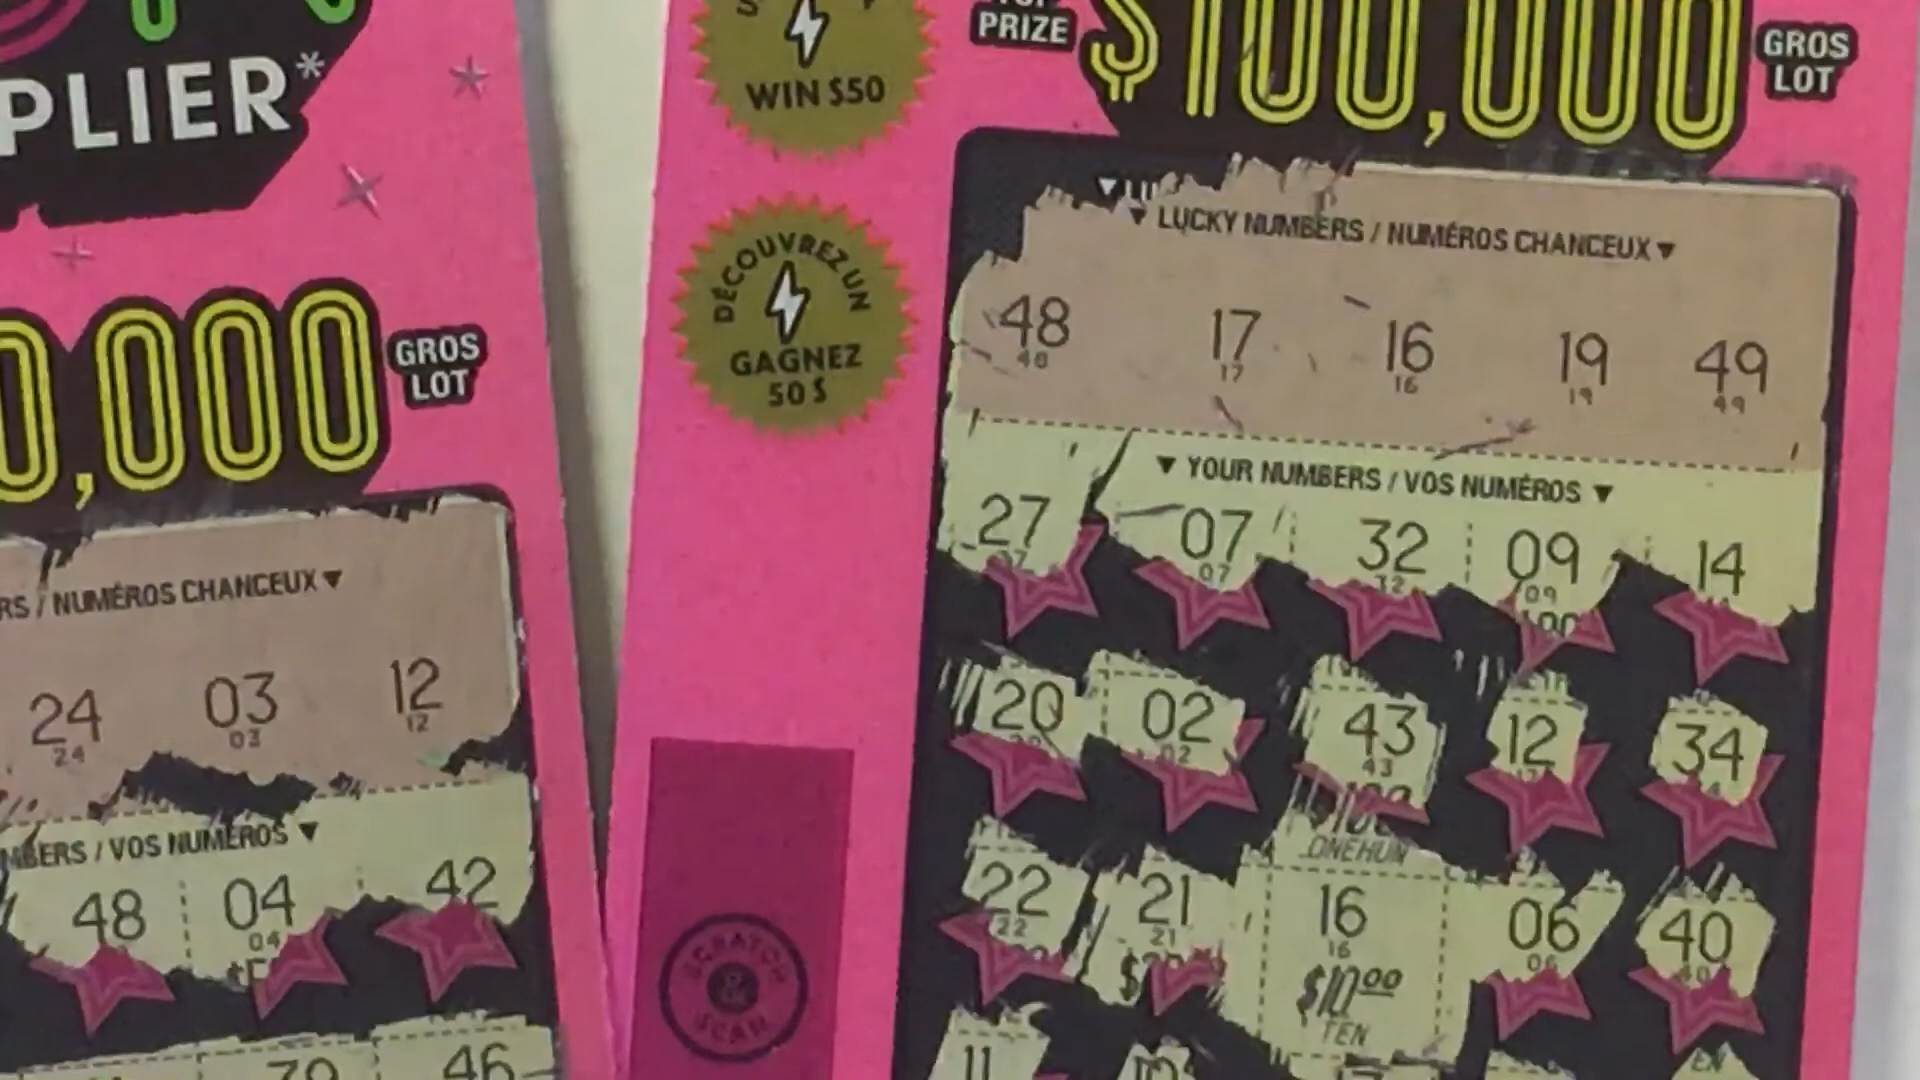 PLIER*
0,000
GROS
LOT
NUMÉROS CHANCEUX ▼
24 03 12
24 03 12
/ VOS NUMÉROS ▼
48 04 42
04
46
WIN $50
DÉCOUVREZ UN
GAGNEZ
50 $
SCRATCH
SCAN
PRIZE
$100,000
GROS
LOT
▼ LUCKY NUMBERS / NUMÉROS CHANCEUX ▼
48 17 16 19 49
48 17 16 19 49
▼ YOUR NUMBERS / VOS NUMÉROS ▼
27 07 32 09 14
07 09
20 02 43 12 34
02 43
22 21 16 06 40
22 21 16 06 40
$10.00
TEN
11